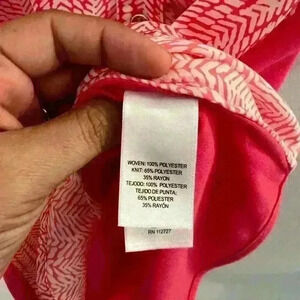 WOVEN: 100% POLYESTER
KNIT: 65% POLYESTER
35% RAYON
TEJIDO: 100% POLYESTER
TEJIDO DE PUNTA;
65% POLIESTER
35% RAYÓN
RN 112727